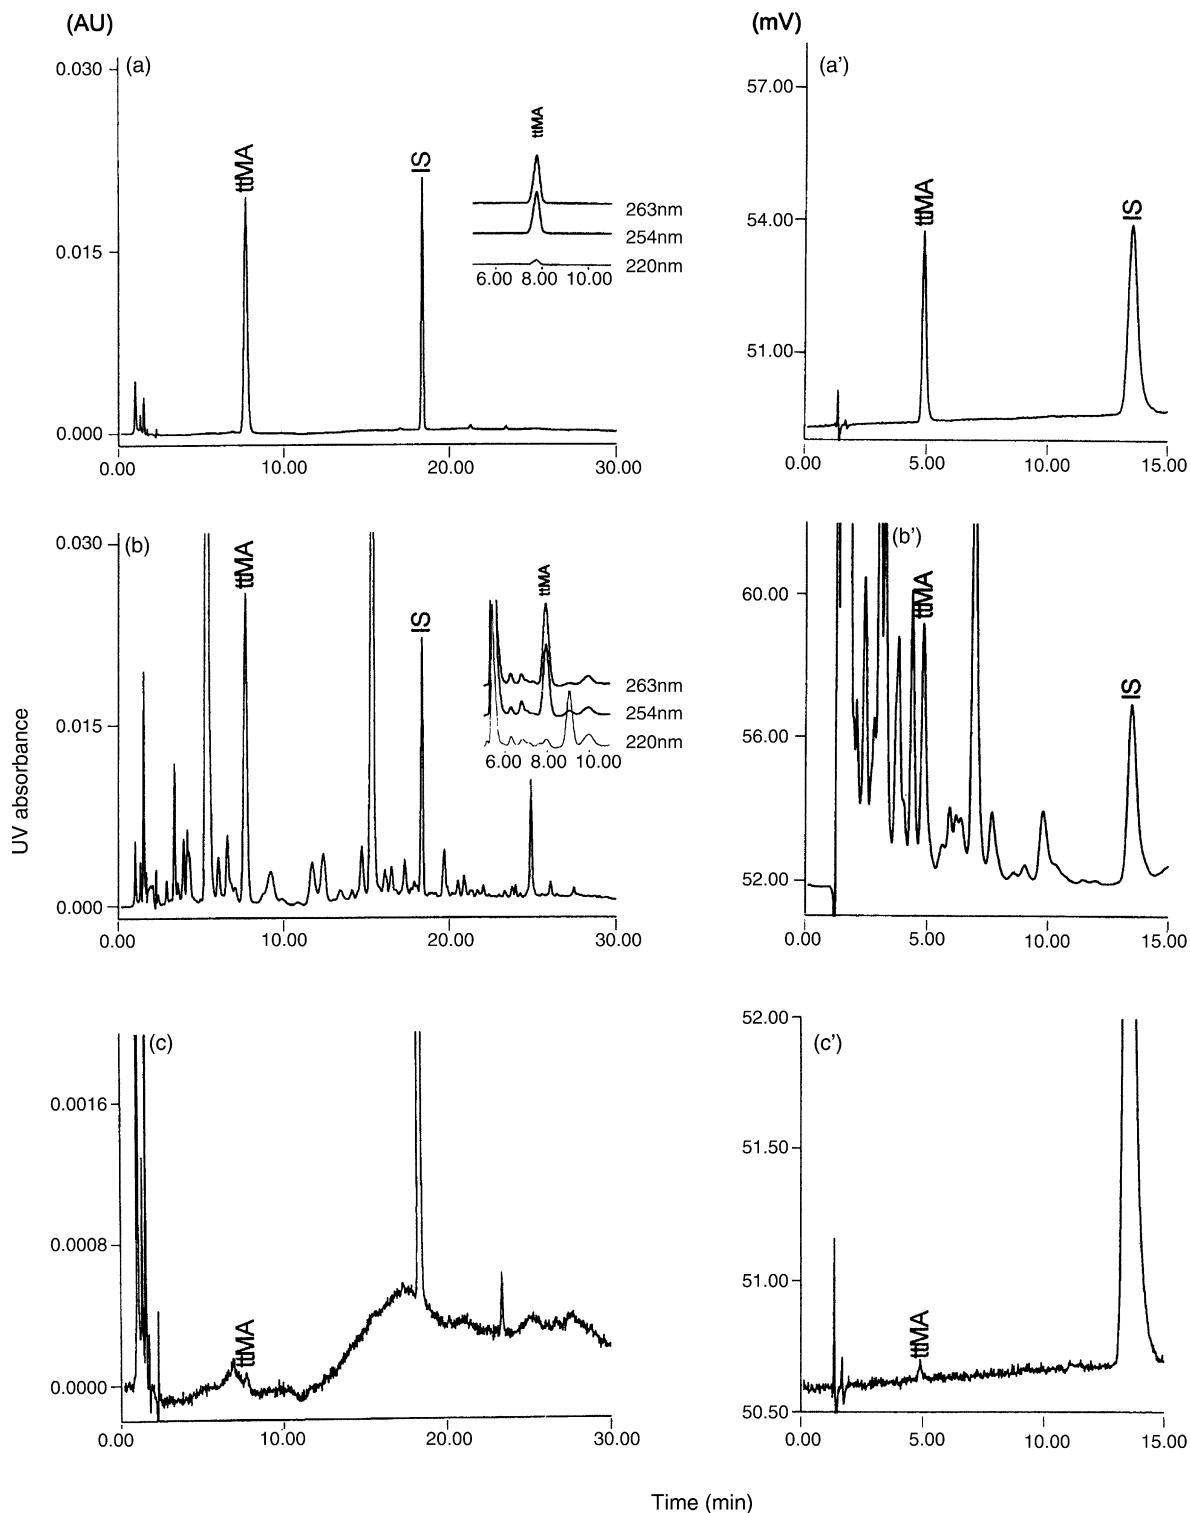 (AU)
(mV)
(a)
0.030
0.015
0.000
ttMA
IS
ttMA
263nm
254nm
220nm
6.00 8.00 10.00
0.00 10.00 20.00 30.00
(a')
57.00
54.00
51.00
ttMA
IS
0.00 5.00 10.00 15.00
UV absorbance
(b)
0.030
0.015
0.000
ttMA
IS
ttMA
263nm
254nm
220nm
6.00 8.00 10.00
0.00 10.00 20.00 30.00
(b')
60.00
56.00
52.00
ttMA
IS
0.00 5.00 10.00 15.00
(c)
0.0016
0.0008
0.0000
ttMA
0.00 10.00 20.00 30.00
(c')
52.00
51.50
51.00
50.50
ttMA
0.00 5.00 10.00 15.00
Time (min)